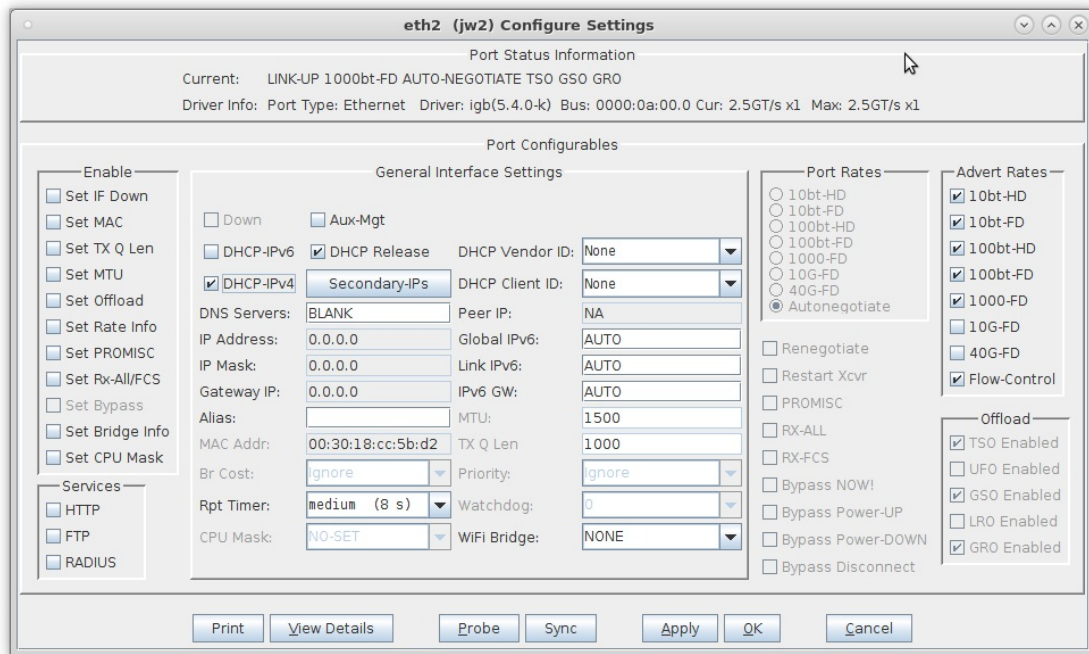 eth2 (jw2) Configure Settings
Port Status Information
Current: LINK-UP 1000bt-FD AUTO-NEGOTIATE TSO GSO GRO
Driver Info: Port Type: Ethernet Driver: igb(5.4.0-k) Bus: 0000:0a:00.0 Cur: 2.5GT/s x1 Max: 2.5GT/s x1
Port Configurables
Enable
Set IF Down
Set MAC
Set TX Q Len
Set MTU
Set Offload
Set Rate Info
Set PROMISC
Set Rx-All/FCS
Set Bypass
Set Bridge Info
Set CPU Mask
Services
HTTP
FTP
RADIUS
General Interface Settings
Down Aux-Mgt
DHCP-IPv6 DHCP Release DHCP Vendor ID: None
DHCP-IPv4 Secondary-IPs DHCP Client ID: None
DNS Servers: BLANK Peer IP: NA
IP Address: 0.0.0.0 Global IPv6: AUTO
IP Mask: 0.0.0.0 Link IPv6: AUTO
Gateway IP: 0.0.0.0 IPv6 GW: AUTO
Alias: MTU: 1500
MAC Addr: 00:30:18:cc:5b:d2 TX Q Len 1000
Br Cost: Ignore Priority: Ignore
Rpt Timer: medium (8 s) Watchdog: 0
CPU Mask: NO-SET WiFi Bridge: NONE
Port Rates
10bt-HD
10bt-FD
100bt-HD
100bt-FD
1000-FD
10G-FD
40G-FD
Autonegotiate
Renegotiate
Restart Xcvr
PROMISC
RX-ALL
RX-FCS
Bypass NOW!
Bypass Power-UP
Bypass Power-DOWN
Bypass Disconnect
Advert Rates
10bt-HD
10bt-FD
100bt-HD
100bt-FD
1000-FD
10G-FD
40G-FD
Flow-Control
Offload
TSO Enabled
UFO Enabled
GSO Enabled
LRO Enabled
GRO Enabled
Print View Details Probe Sync Apply OK Cancel